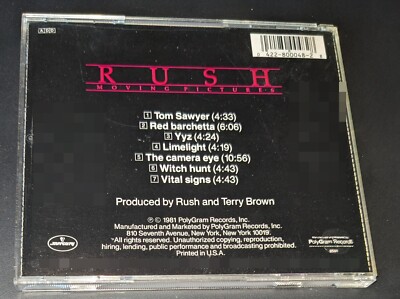 RUSH
MOVING PICTURES
1 Tom Sawyer (4:33)
2 Red barchetta (6:06)
3 Yyz (4:24)
4 Limelight (4:19)
5 The camera eye (10:56)
6 Witch hunt (4:43)
7 Vital signs (4:43)
Produced by Rush and Terry Brown
℗ © 1981 PolyGram Records, Inc.
Manufactured and Marketed by PolyGram Records, Inc.
810 Seventh Avenue, New York, New York 10019.
"All rights reserved. Unauthorized copying, reproduction,
hiring, lending, public performance and broadcasting prohibited.
Printed in U.S.A.
PolyGram Records